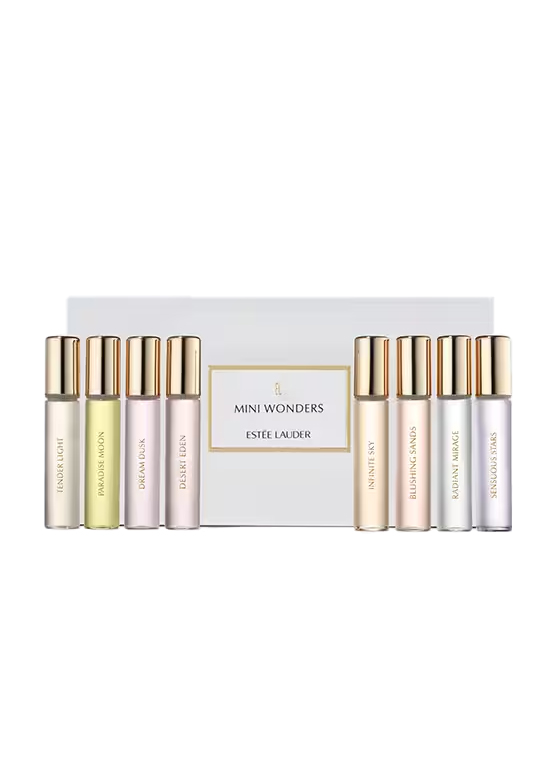 TENDER LIGHT
PARADISE MOON
DREAM DUSK
DESERT EDEN
MINI WONDERS
ESTĒE LAUDER
INFINITE SKY
BLUSHING SANDS
RADIANT MIRAGE
SENSUOUS STARS